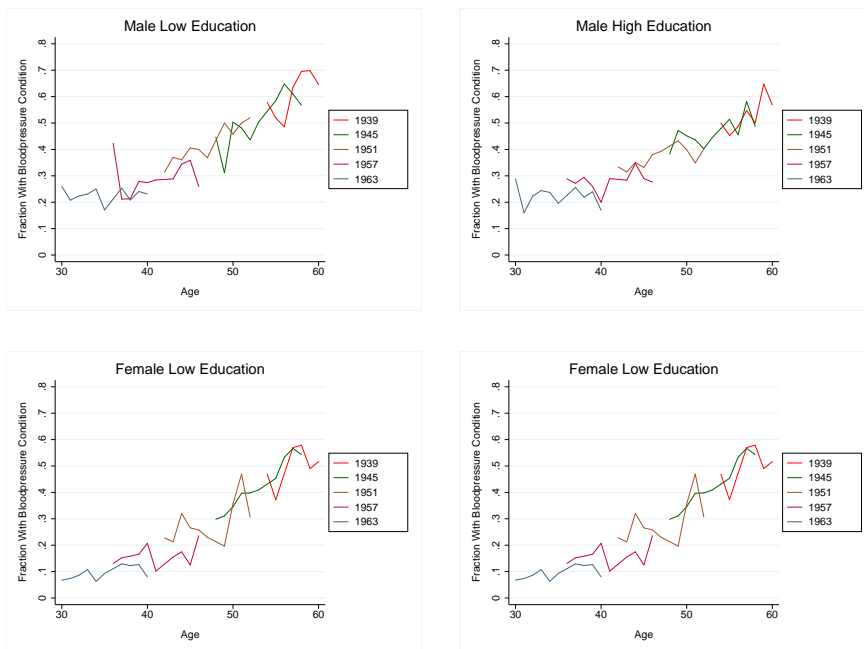 Male Low Education
Fraction With Bloodpressure Condition
0 .1 .2 .3 .4 .5 .6 .7 .8
30 40 50 60
Age
1939
1945
1951
1957
1963
Male High Education
Fraction With Bloodpressure Condition
0 .1 .2 .3 .4 .5 .6 .7 .8
30 40 50 60
Age
1939
1945
1951
1957
1963
Female Low Education
Fraction With Bloodpressure Condition
0 .1 .2 .3 .4 .5 .6 .7 .8
30 40 50 60
Age
1939
1945
1951
1957
1963
Female Low Education
Fraction With Bloodpressure Condition
0 .1 .2 .3 .4 .5 .6 .7 .8
30 40 50 60
Age
1939
1945
1951
1957
1963